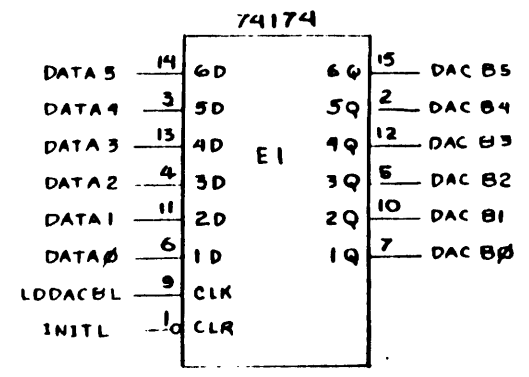 74174
DATA 5 14 6D 6Q 15 DAC B5
DATA 4 3 5D 5Q 2 DAC B4
DATA 3 13 4D 4Q 12 DAC B3
E1
DATA 2 4 3D 3Q 5 DAC B2
DATA 1 11 2D 2Q 10 DAC B1
DATA Ø 6 1D 1Q 7 DAC BØ
LDDACBL 9 CLK
INITL 1 CLR